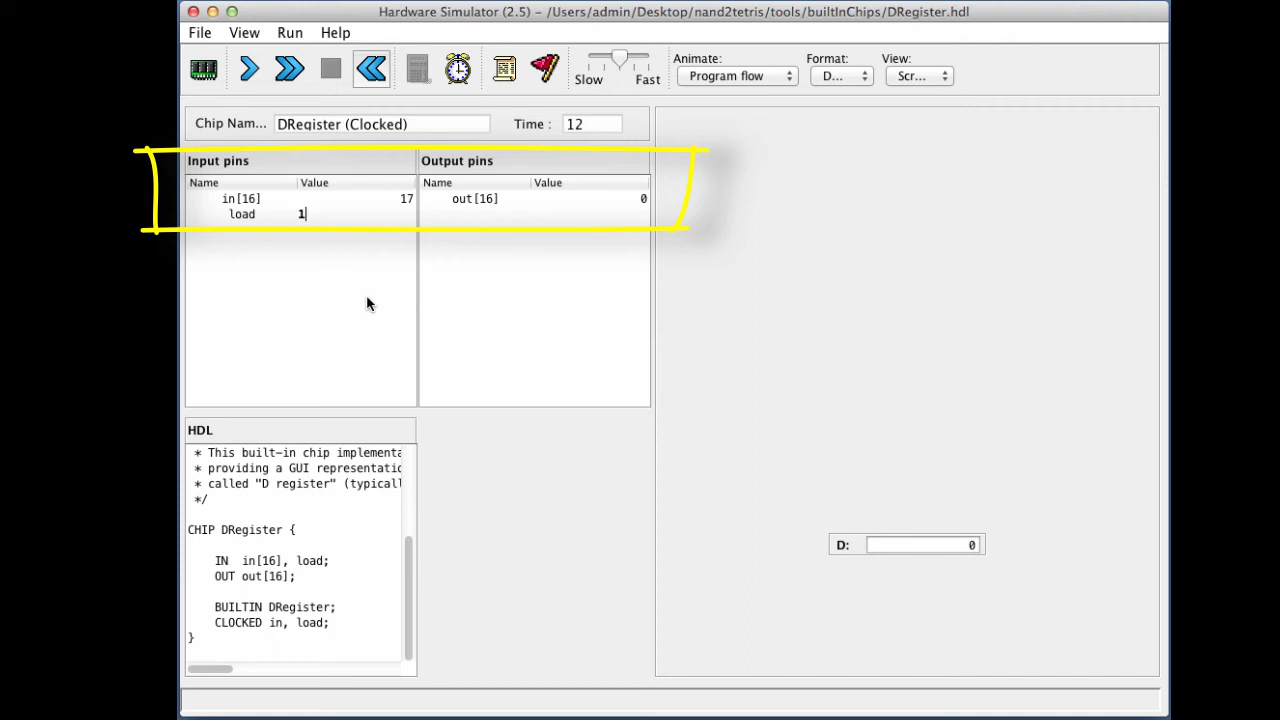 Hardware Simulator (2.5) – /Users/admin/Desktop/nand2tetris/tools/builtInChips/DRegister.hdl
File View Run Help
Slow Fast
Animate: Format: View:
Program flow D... Scr...
Chip Nam... DRegister (Clocked) Time : 12
Input pins Output pins
Name Value Name Value
in[16] 17 out[16] 0
load 1
HDL
* This built-in chip implementa
* providing a GUI representatio
* called "D register" (typicall
*/
CHIP DRegister {
IN in[16], load;
OUT out[16];
BUILTIN DRegister;
CLOCKED in, load;
}
D: 0